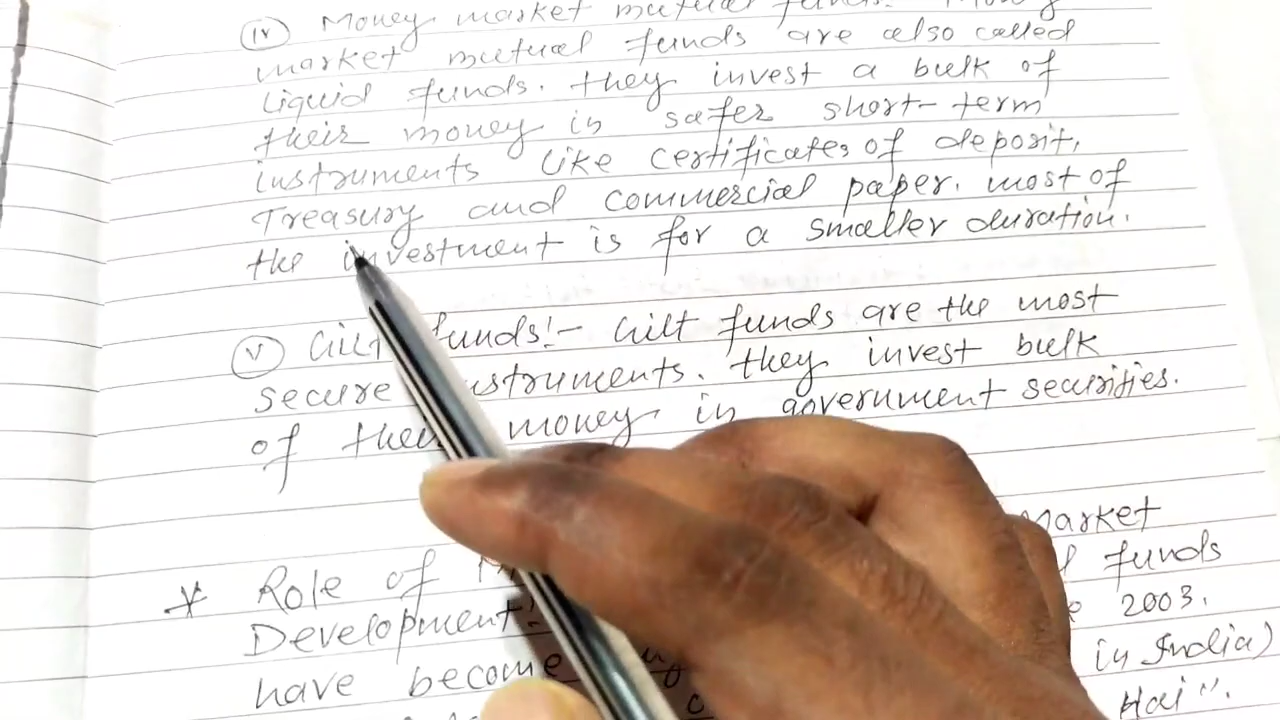 (iv) Money market mutual funds:- Money
market mutual funds are also called
Liquid funds. they invest a bulk of
their money in safer short-term
instruments like certificates of deposit,
Treasury and commercial paper. most of
the investment is for a smaller duration.
(v) Gilt funds!- Gilt funds are the most
secure they invest bulk
of their money in government securities.
* Role of Market
Development:- funds
have become 2003.
in India)
Hai".